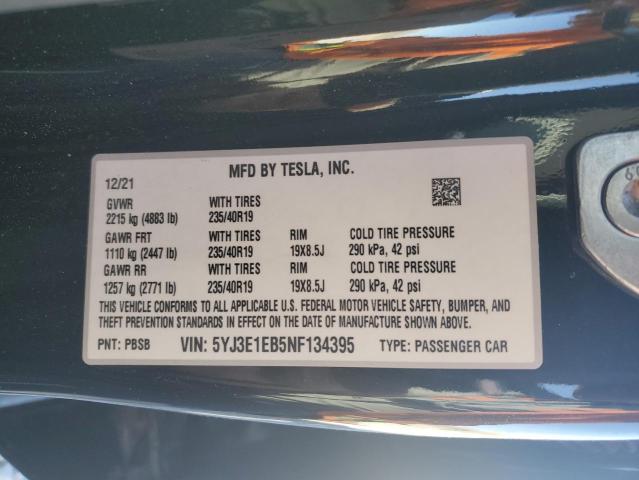 MFD BY TESLA, INC.
12/21
GVWR WITH TIRES
2215 kg (4883 lb) 235/40R19
GAWR FRT WITH TIRES RIM COLD TIRE PRESSURE
1110 kg (2447 lb) 235/40R19 19X8.5J 290 kPa, 42 psi
GAWR RR WITH TIRES RIM COLD TIRE PRESSURE
1257 kg (2771 lb) 235/40R19 19X8.5J 290 kPa, 42 psi
THIS VEHICLE CONFORMS TO ALL APPLICABLE U.S. FEDERAL MOTOR VEHICLE SAFETY, BUMPER, AND
THEFT PREVENTION STANDARDS IN EFFECT ON THE DATE OF MANUFACTURE SHOWN ABOVE.
PNT: PBSB VIN: 5YJ3E1EB5NF134395 TYPE: PASSENGER CAR